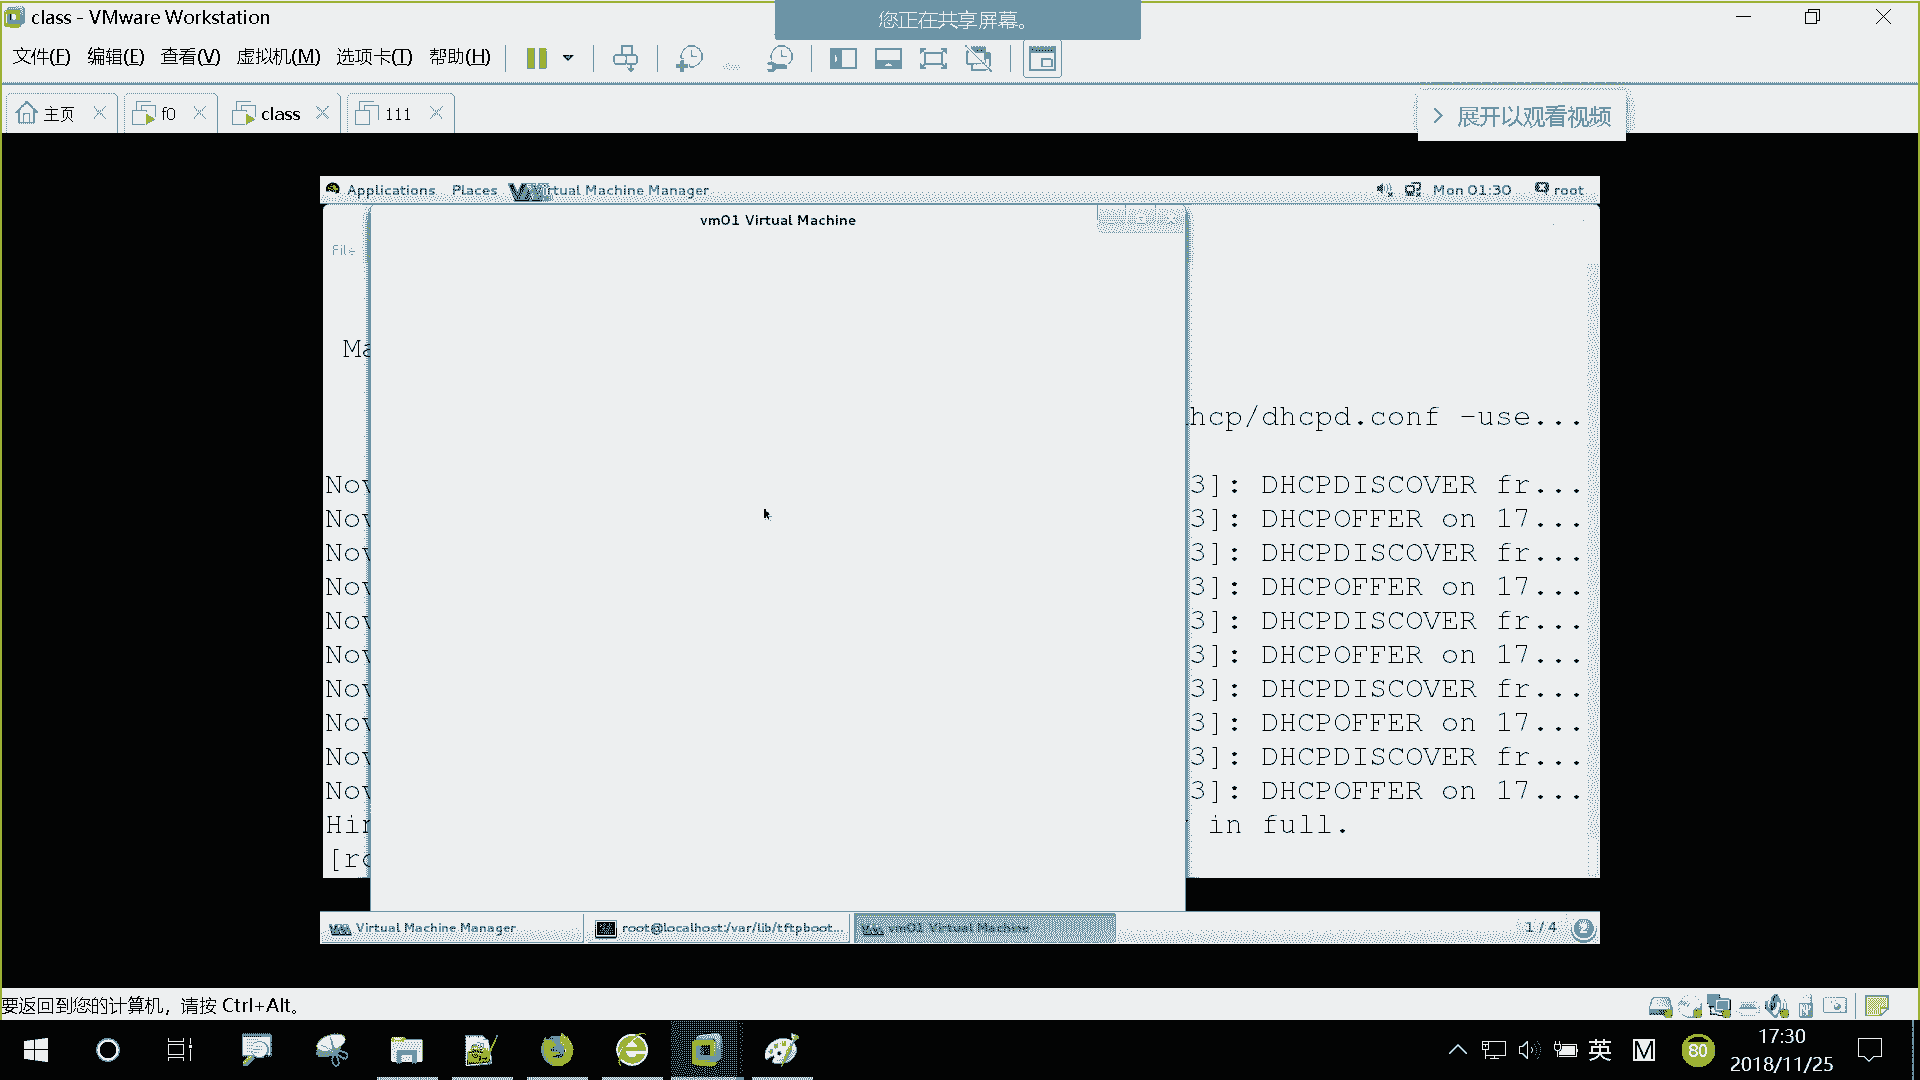 class - VMware Workstation
您正在共享屏幕。
文件(F) 编辑(E) 查看(V) 虚拟机(M) 选项卡(T) 帮助(H)
主页 f0 class 111
展开以观看视频
Applications Places Virtual Machine Manager Mon 01:30 root
vm01 Virtual Machine
File
Ma
hcp/dhcpd.conf -use...
Nov 3]: DHCPDISCOVER fr...
Nov 3]: DHCPOFFER on 17...
Nov 3]: DHCPDISCOVER fr...
Nov 3]: DHCPOFFER on 17...
Nov 3]: DHCPDISCOVER fr...
Nov 3]: DHCPOFFER on 17...
Nov 3]: DHCPDISCOVER fr...
Nov 3]: DHCPOFFER on 17...
Nov 3]: DHCPDISCOVER fr...
Nov 3]: DHCPOFFER on 17...
Hin in full.
[ro
Virtual Machine Manager root@localhost:/var/lib/tftpboot... vm01 Virtual Machine 1 / 4 2
要返回到您的计算机，请按 Ctrl+Alt。
英 M 80 17:30
2018/11/25